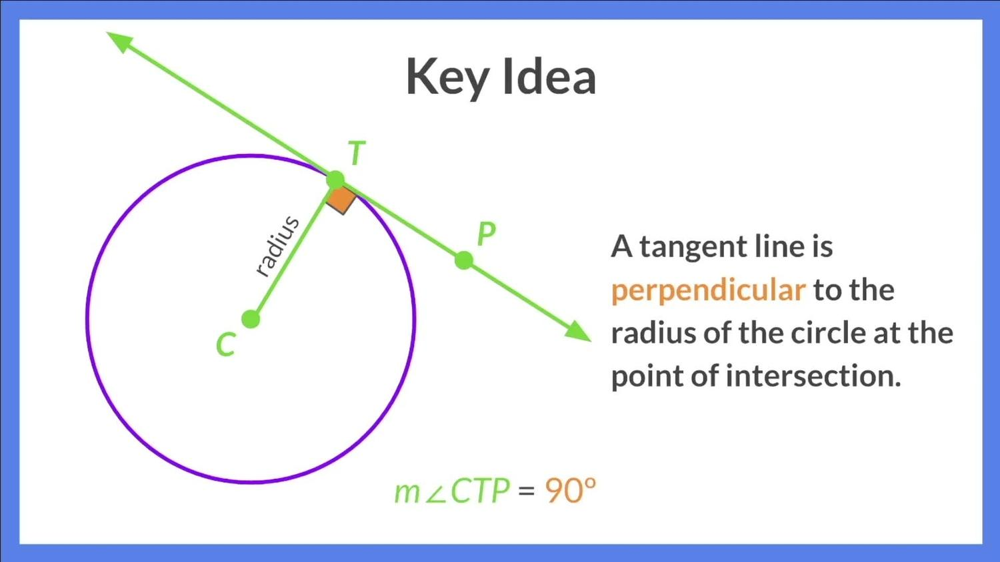 Key Idea
T
radius
P
C
A tangent line is
perpendicular to the
radius of the circle at the
point of intersection.
m∠CTP = 90º